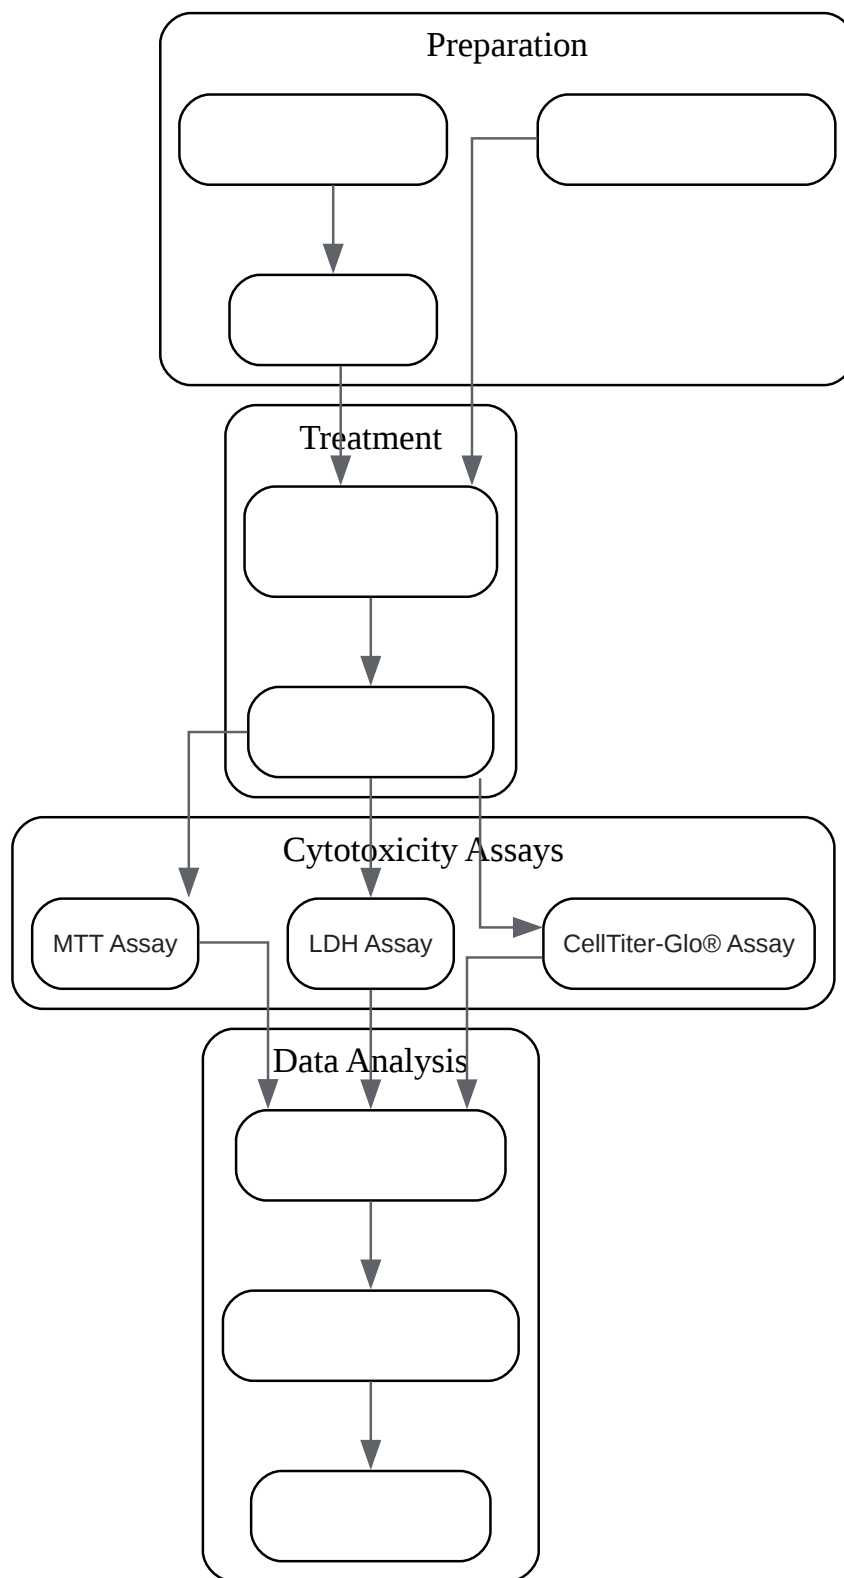 Preparation
Treatment
Cytotoxicity Assays
MTT Assay
LDH Assay
CellTiter-Glo® Assay
Data Analysis